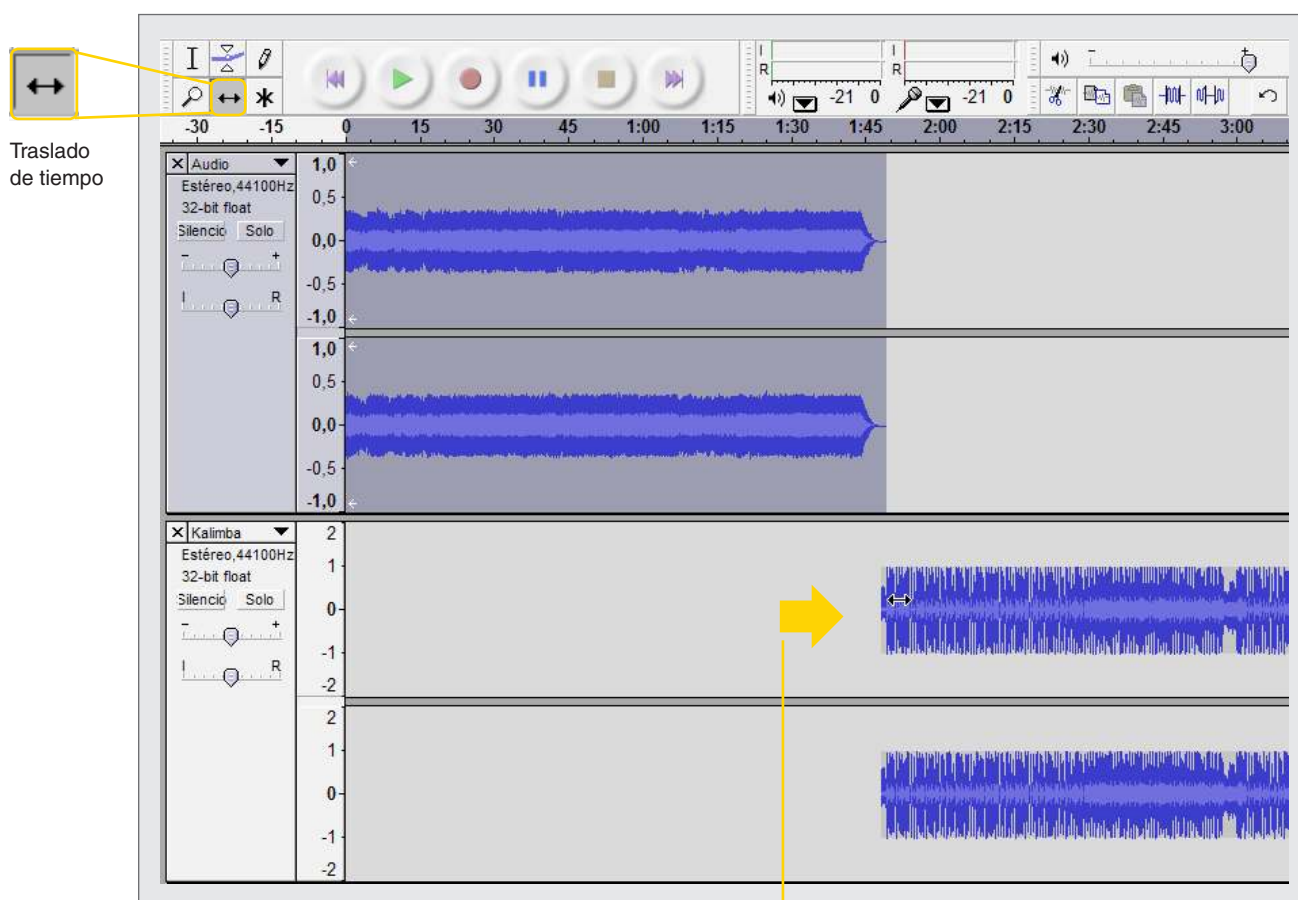 Traslado
de tiempo
I
R
I
R
-21 0
-21 0
-30 -15 0 15 30 45 1:00 1:15 1:30 1:45 2:00 2:15 2:30 2:45 3:00
Audio
Estéreo,44100Hz
32-bit float
Silencio Solo
- +
I R
1,0
0,5
0,0
-0,5
-1,0
1,0
0,5
0,0
-0,5
-1,0
Kalimba
Estéreo,44100Hz
32-bit float
Silencio Solo
- +
I R
2
1
0
-1
-2
2
1
0
-1
-2